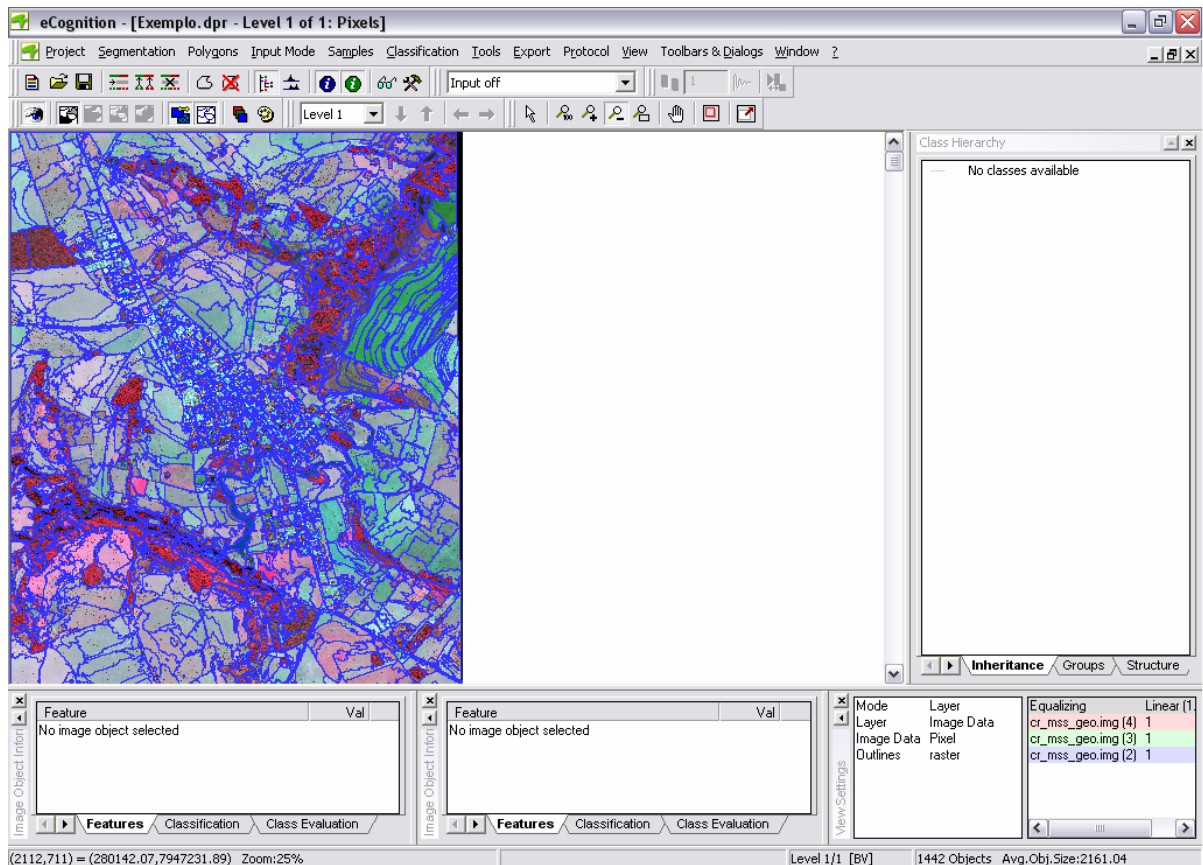 eCognition - [Exemplo.dpr - Level 1 of 1: Pixels]
Project Segmentation Polygons Input Mode Samples Classification Tools Export Protocol View Toolbars & Dialogs Window ?
Input off
1
Level 1
100
Class Hierarchy
No classes available
Inheritance Groups Structure
Feature Val
No image object selected
Features Classification Class Evaluation
Image Object Infor
Feature Val
No image object selected
Features Classification Class Evaluation
Image Object Infor
View Settings
Mode Layer
Layer Image Data
Image Data Pixel
Outlines raster
Equalizing Linear (1.
cr_mss_geo.img (4) 1
cr_mss_geo.img (3) 1
cr_mss_geo.img (2) 1
(2112,711) = (280142.07,7947231.89) Zoom:25%
Level 1/1 [BV]
1442 Objects Avg.Obj.Size:2161.04